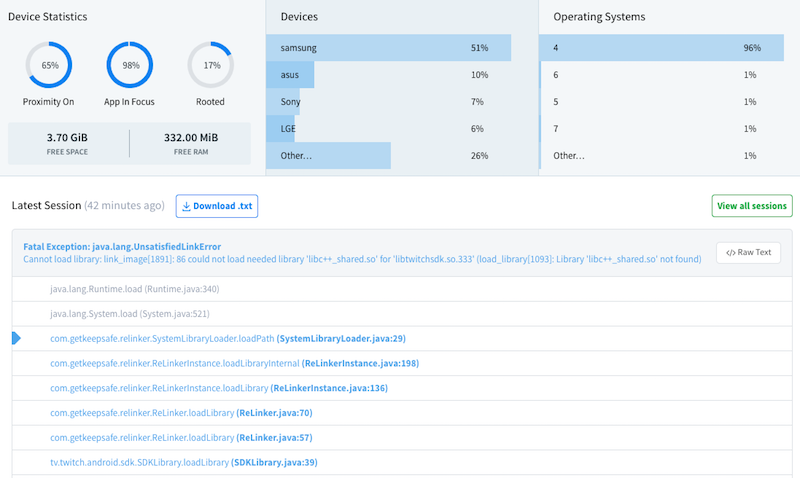 Device Statistics
65%
98%
17%
Proximity On
App In Focus
Rooted
3.70 GiB
332.00 MiB
FREE SPACE
FREE RAM
Devices
samsung 51%
asus 10%
Sony 7%
LGE 6%
Other... 26%
Operating Systems
4 96%
6 1%
5 1%
7 1%
Other... 1%
Latest Session (42 minutes ago)
Download .txt
View all sessions
Fatal Exception: java.lang.UnsatisfiedLinkError
Cannot load library: link_image[1891]: 86 could not load needed library 'libc++_shared.so' for 'libtwitchsdk.so.333' (load_library[1093]: Library 'libc++_shared.so' not found)
</> Raw Text
java.lang.Runtime.load (Runtime.java:340)
java.lang.System.load (System.java:521)
com.getkeepsafe.relinker.SystemLibraryLoader.loadPath (SystemLibraryLoader.java:29)
com.getkeepsafe.relinker.ReLinkerInstance.loadLibraryInternal (ReLinkerInstance.java:198)
com.getkeepsafe.relinker.ReLinkerInstance.loadLibrary (ReLinkerInstance.java:136)
com.getkeepsafe.relinker.ReLinker.loadLibrary (ReLinker.java:70)
com.getkeepsafe.relinker.ReLinker.loadLibrary (ReLinker.java:57)
tv.twitch.android.sdk.SDKLibrary.loadLibrary (SDKLibrary.java:39)